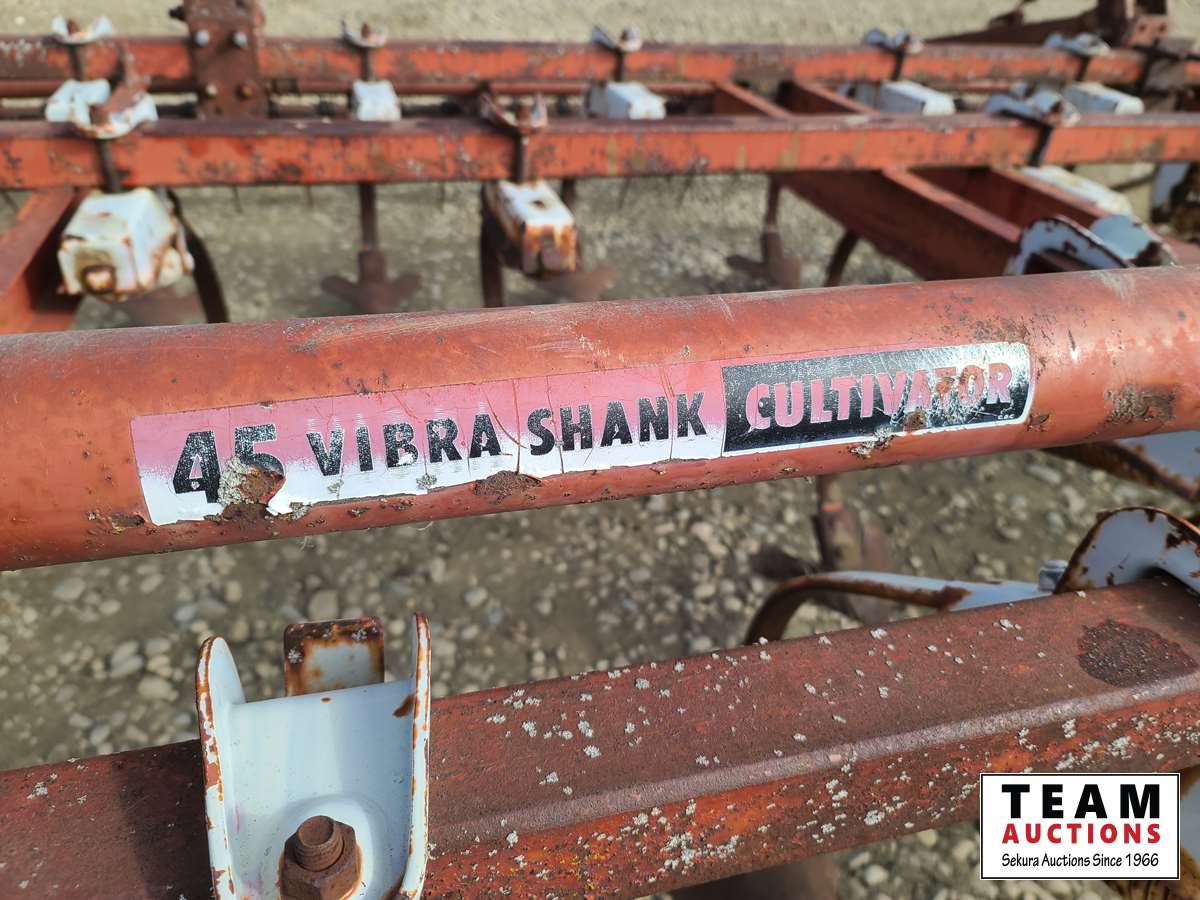 45 VIBRA SHANK CULTIVATOR
TEAM
AUCTIONS
Sekura Auctions Since 1966